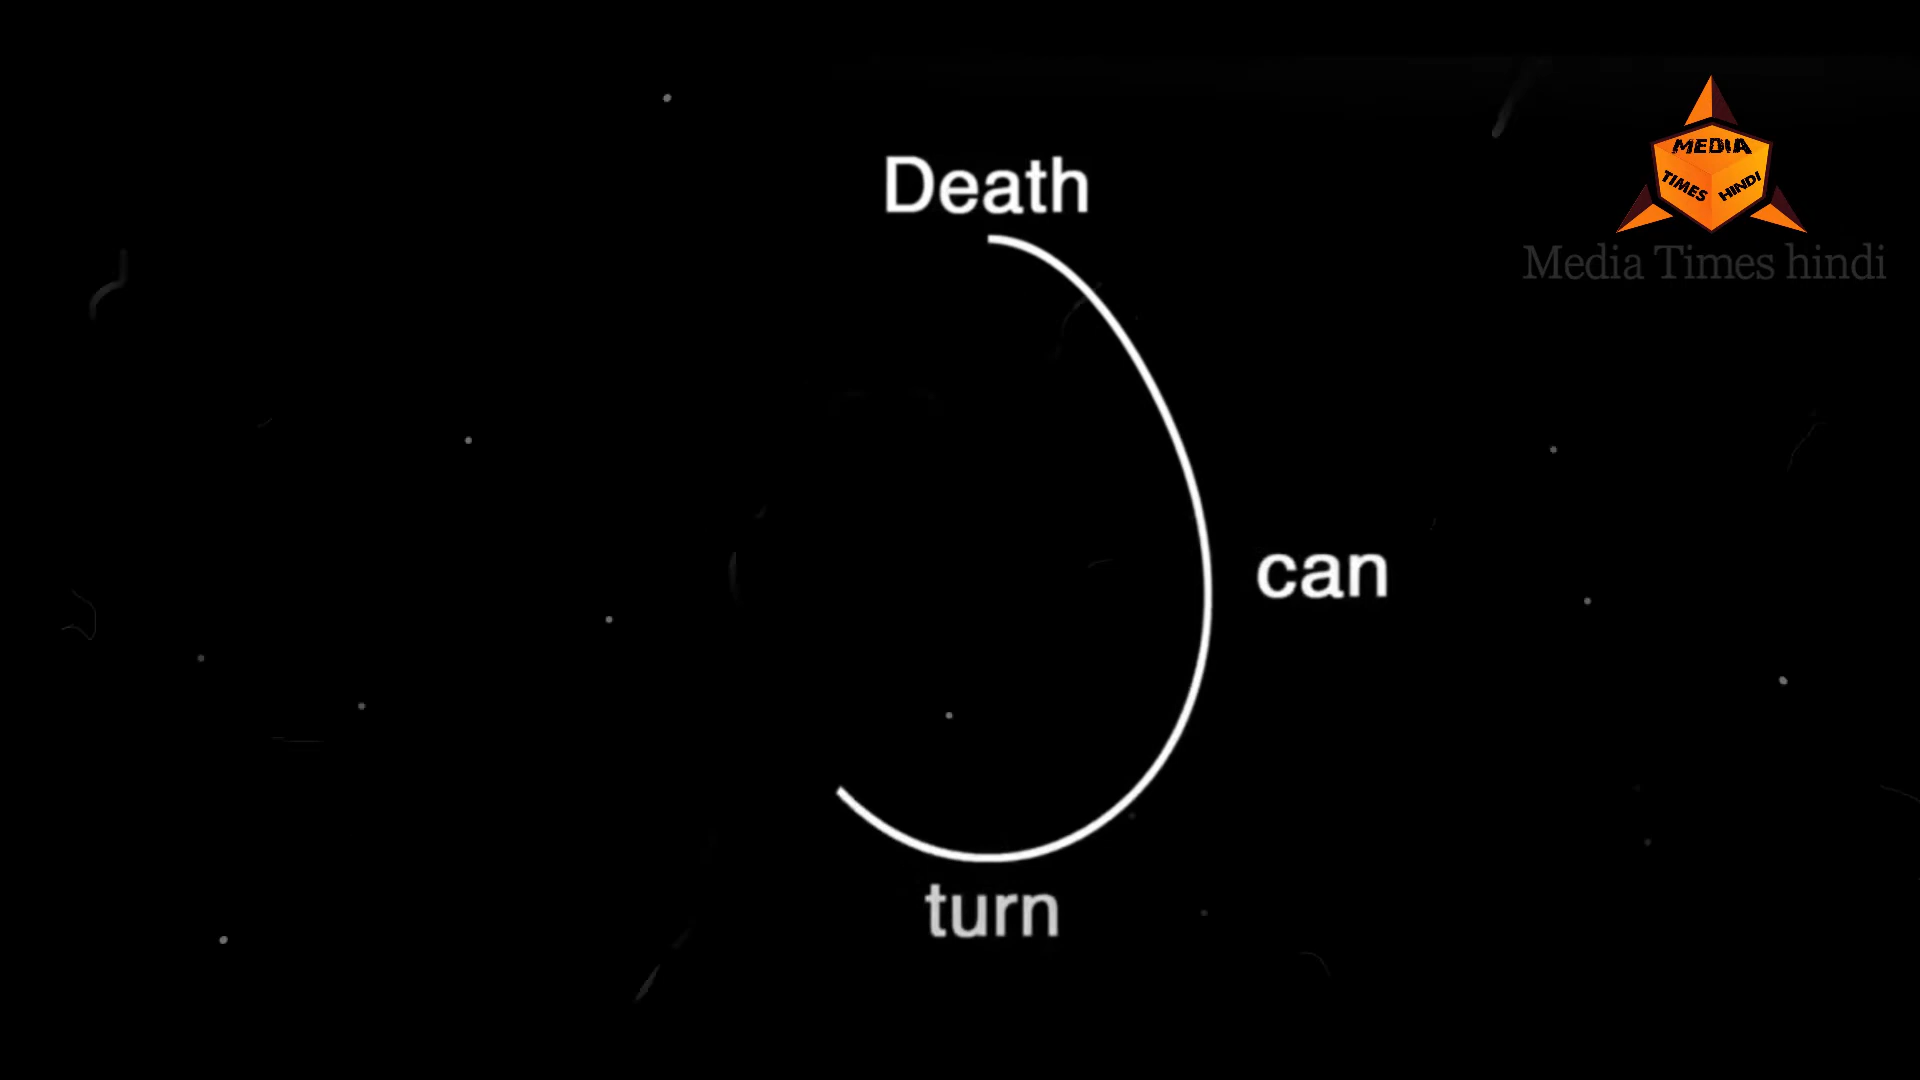 Death
can
turn
MEDIA
TIMES HINDI
Media Times hindi